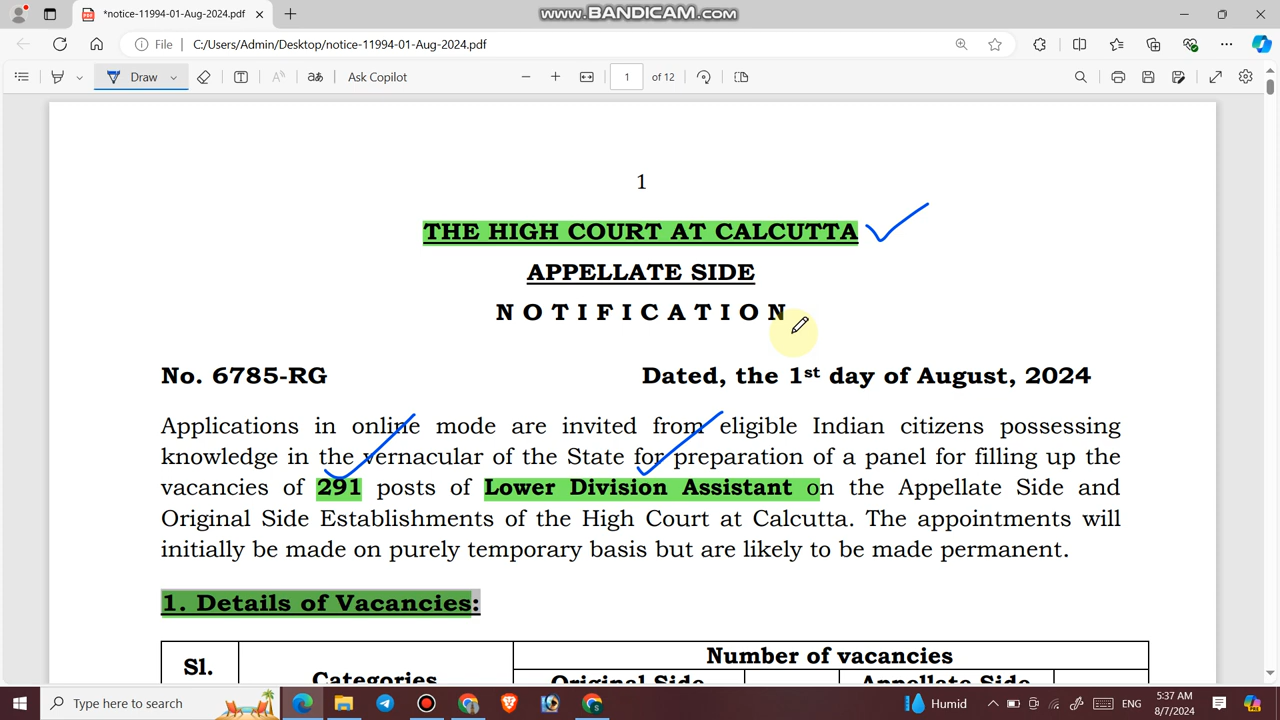 *notice-11994-01-Aug-2024.pdf
www.BANDICAM.com
File C:/Users/Admin/Desktop/notice-11994-01-Aug-2024.pdf
Draw Ask Copilot 1 of 12
1
THE HIGH COURT AT CALCUTTA
APPELLATE SIDE
N O T I F I C A T I O N
No. 6785-RG Dated, the 1st day of August, 2024
Applications in online mode are invited from eligible Indian citizens possessing
knowledge in the vernacular of the State for preparation of a panel for filling up the
vacancies of 291 posts of Lower Division Assistant on the Appellate Side and
Original Side Establishments of the High Court at Calcutta. The appointments will
initially be made on purely temporary basis but are likely to be made permanent.
1. Details of Vacancies:
Number of vacancies
Sl.
Categories Original Side Appellate Side
Type here to search Humid ENG 5:37 AM
8/7/2024